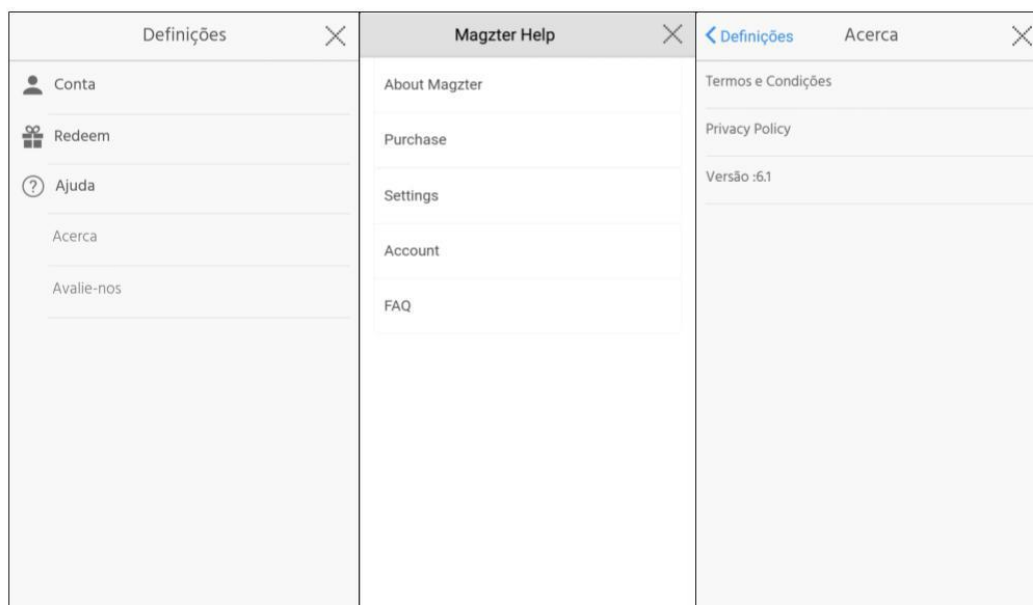 Definições
Conta
Redeem
Ajuda
Acerca
Avalie-nos
Magzter Help
About Magzter
Purchase
Settings
Account
FAQ
Definições
Acerca
Termos e Condições
Privacy Policy
Versão :6.1